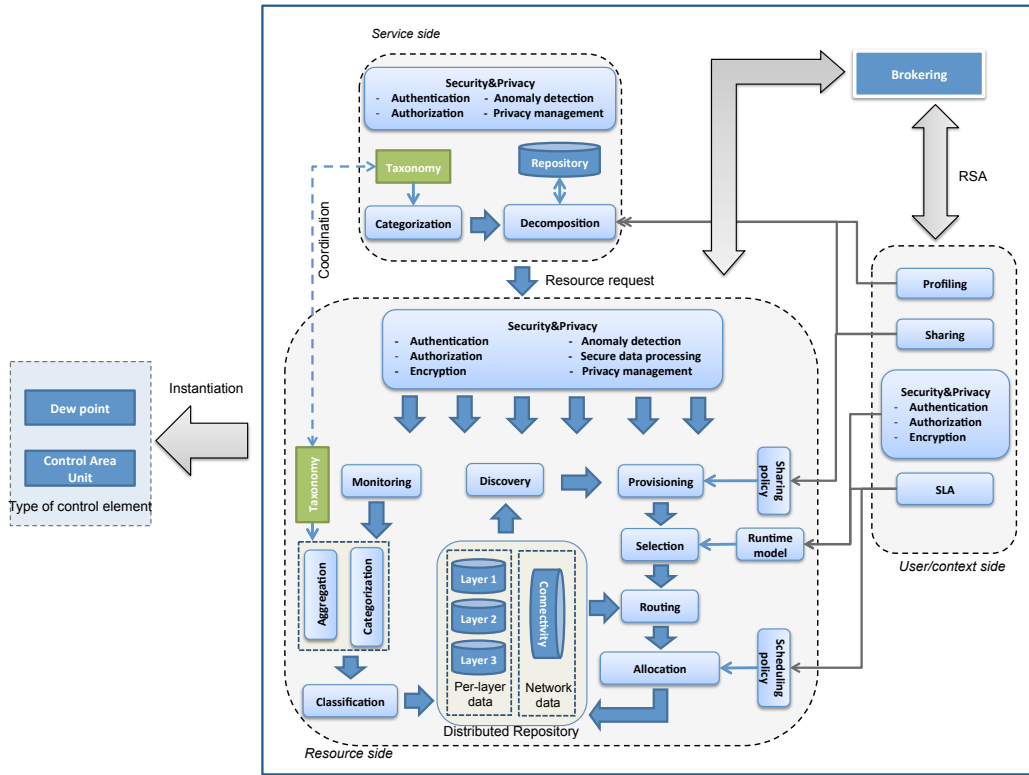 Service side
Security&Privacy
- Authentication - Anomaly detection
- Authorization - Privacy management
Brokering
Taxonomy
Repository
RSA
Categorization
Decomposition
Coordination
Resource request
Profiling
Sharing
Security&Privacy
- Authentication
- Authorization
- Encryption
SLA
User/context side
Security&Privacy
- Authentication - Anomaly detection
- Authorization - Secure data processing
- Encryption - Privacy management
Instantiation
Dew point
Control Area
Unit
Type of control element
Taxonomy
Monitoring
Discovery
Provisioning
Sharing
policy
Selection
Runtime
model
Aggregation
Categorization
Layer 1
Layer 2
Layer 3
Connectivity
Routing
Allocation
Scheduling
policy
Classification
Per-layer
data
Network
data
Distributed Repository
Resource side